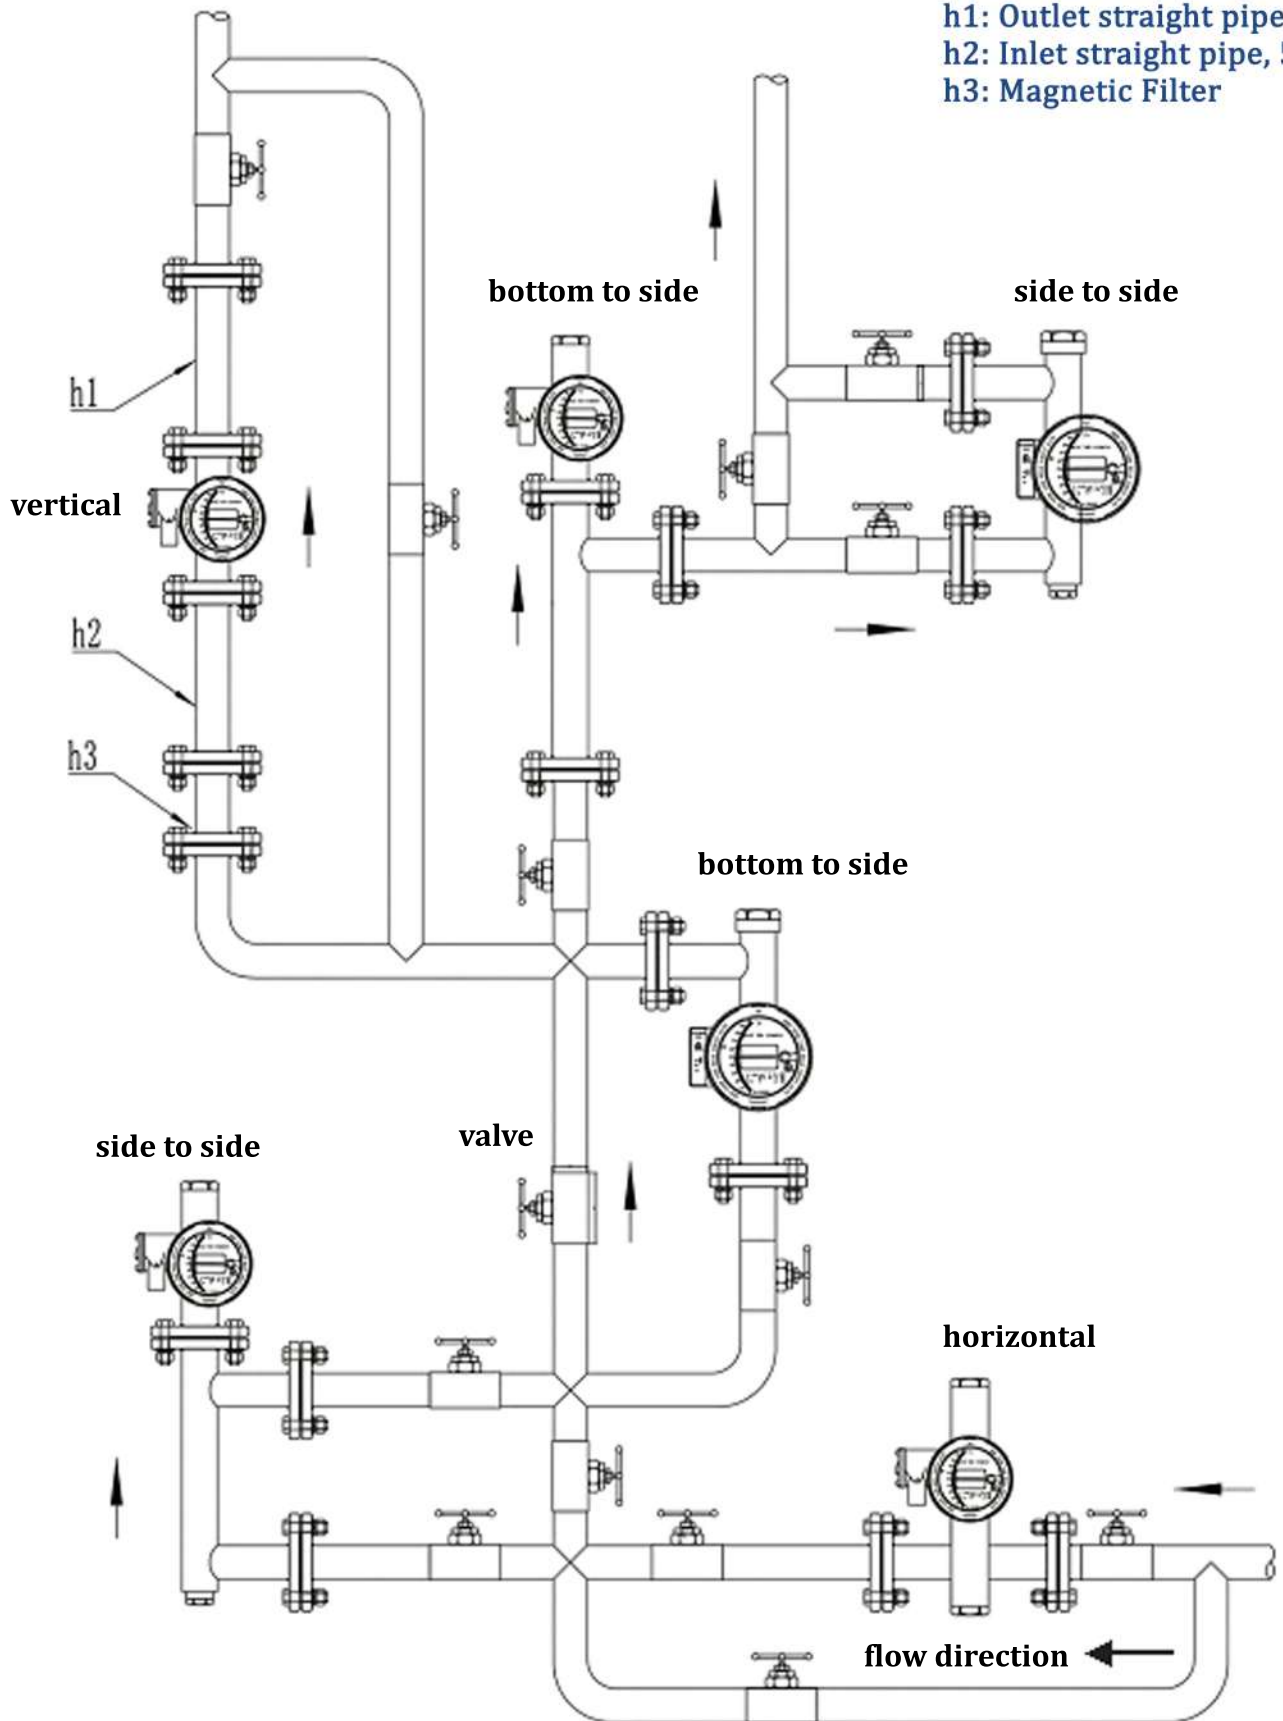 h1: Outlet straight pipe
h2: Inlet straight pipe,
h3: Magnetic Filter
bottom to side
side to side
h1
vertical
h2
h3
bottom to side
side to side
valve
horizontal
flow direction